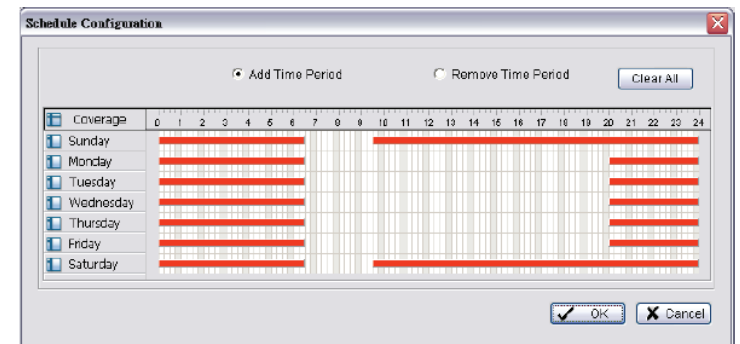 Schedule Configuration
Add Time Period Remove Time Period Clear All
Coverage 0 1 2 3 4 5 6 7 8 9 10 11 12 13 14 15 16 17 18 19 20 21 22 23 24
Sunday
Monday
Tuesday
Wednesday
Thursday
Friday
Saturday
OK Cancel